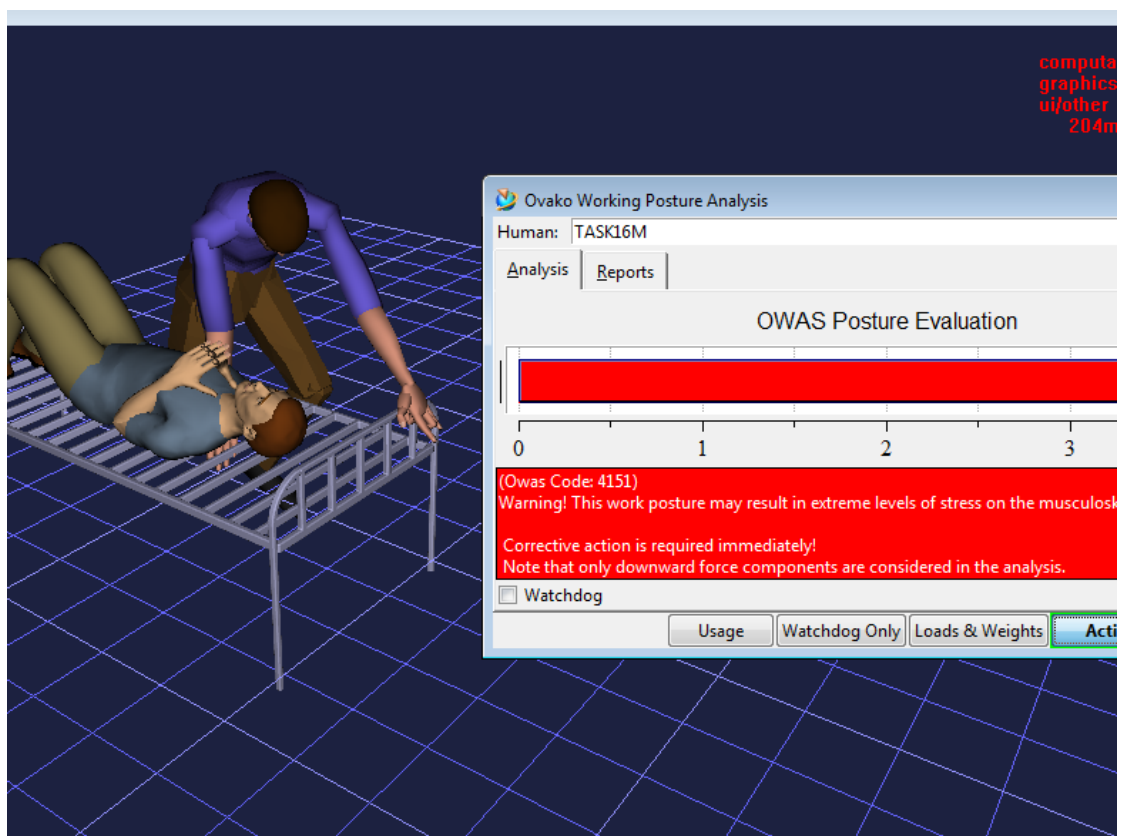 computa
graphics
ui/other
204m
Ovako Working Posture Analysis
Human: TASK16M
Analysis Reports
OWAS Posture Evaluation
0 1 2 3
(Owas Code: 4151)
Warning! This work posture may result in extreme levels of stress on the musculosk
Corrective action is required immediately!
Note that only downward force components are considered in the analysis.
Watchdog
Usage Watchdog Only Loads & Weights Acti